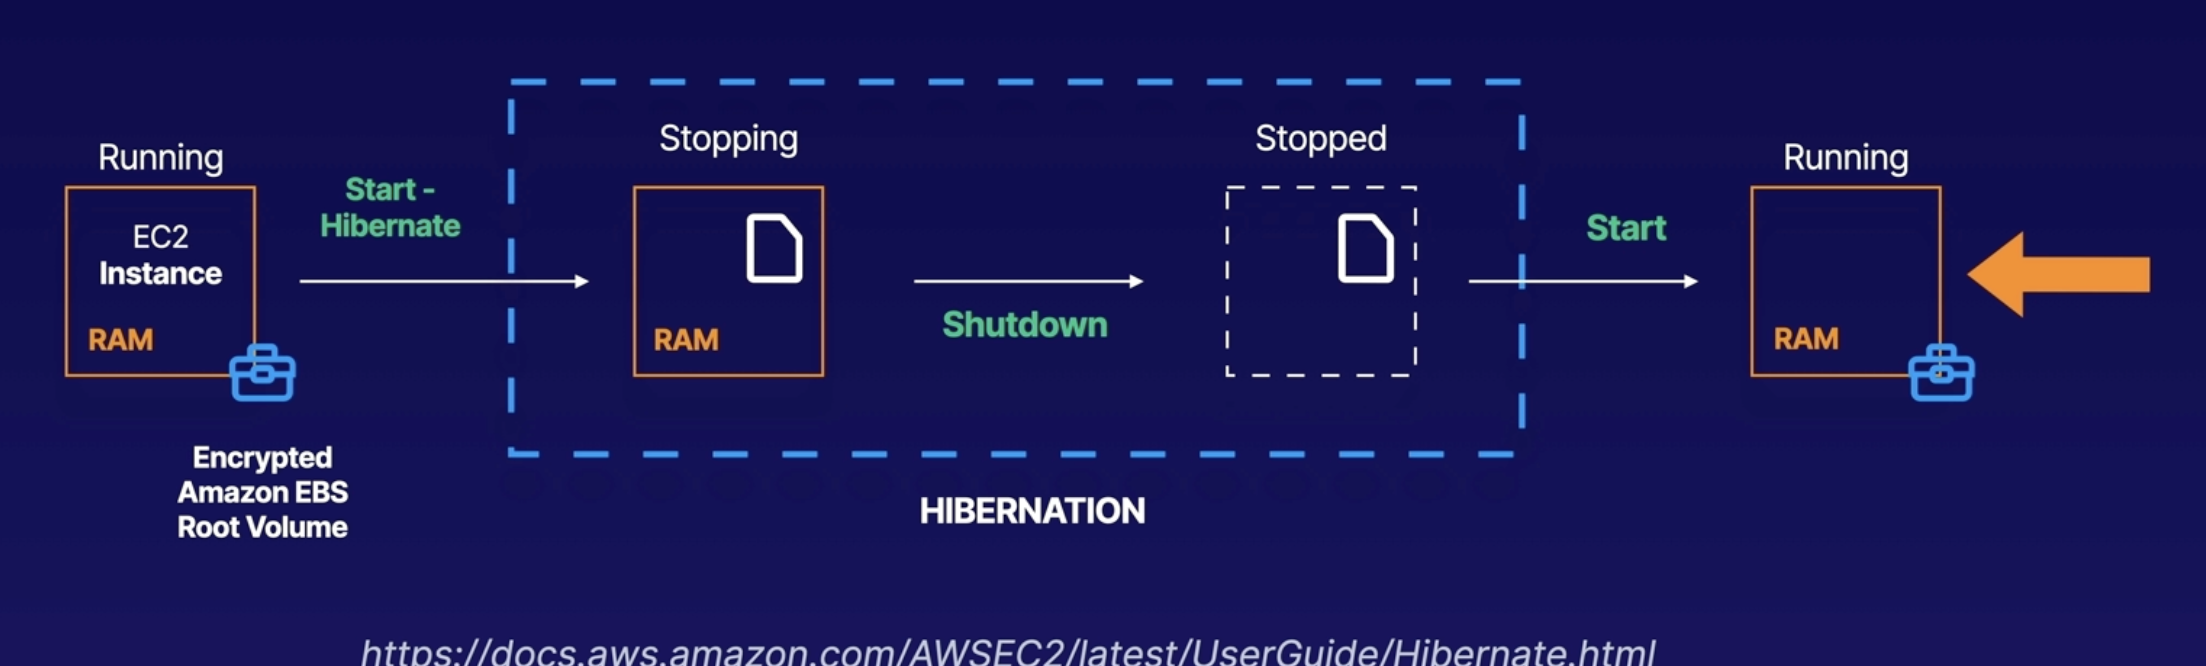 Running
EC2
Instance
RAM
Encrypted
Amazon EBS
Root Volume
Start -
Hibernate
Stopping
RAM
Shutdown
Stopped
HIBERNATION
Start
Running
RAM
https://docs.aws.amazon.com/AWSEC2/latest/UserGuide/Hibernate.html